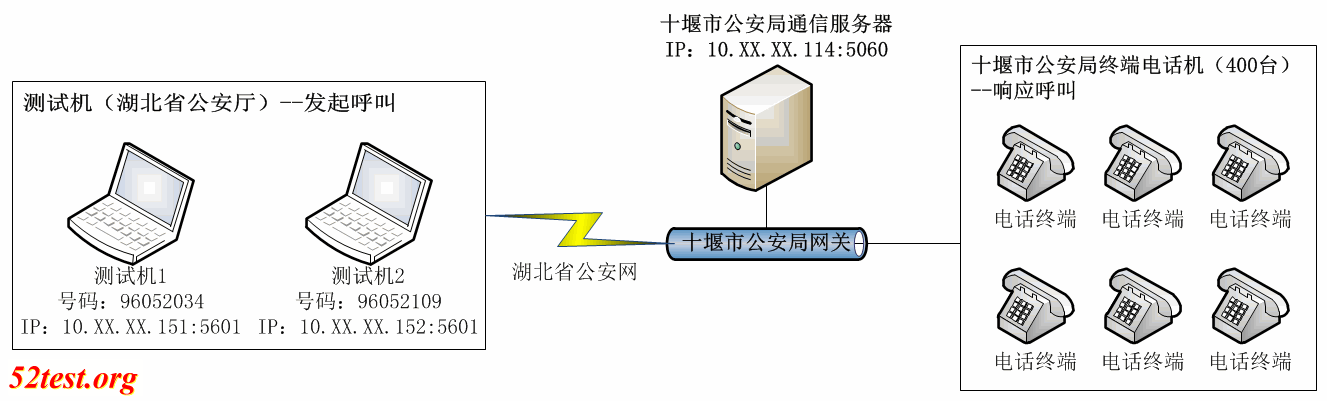 十堰市公安局通信服务器
IP：10.XX.XX.114:5060
测试机（湖北省公安厅）--发起呼叫
测试机1
号码：96052034
IP：10.XX.XX.151:5601
测试机2
号码：96052109
IP：10.XX.XX.152:5601
湖北省公安网
十堰市公安局网关
十堰市公安局终端电话机（400台）
--响应呼叫
电话终端
电话终端
电话终端
电话终端
电话终端
电话终端
52test.org